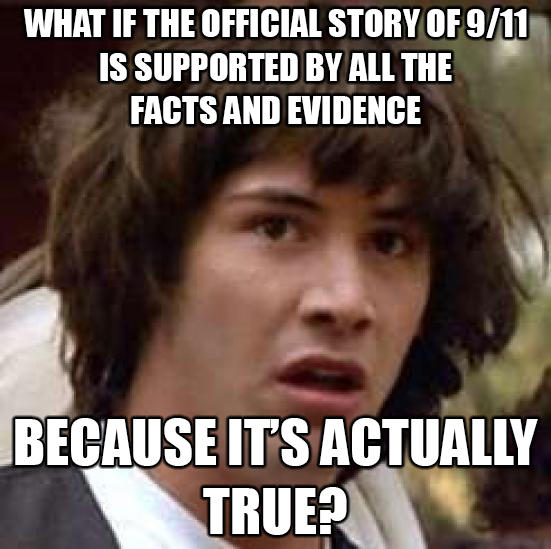 WHAT IF THE OFFICIAL STORY OF 9/11
IS SUPPORTED BY ALL THE
FACTS AND EVIDENCE
BECAUSE IT'S ACTUALLY
TRUE?